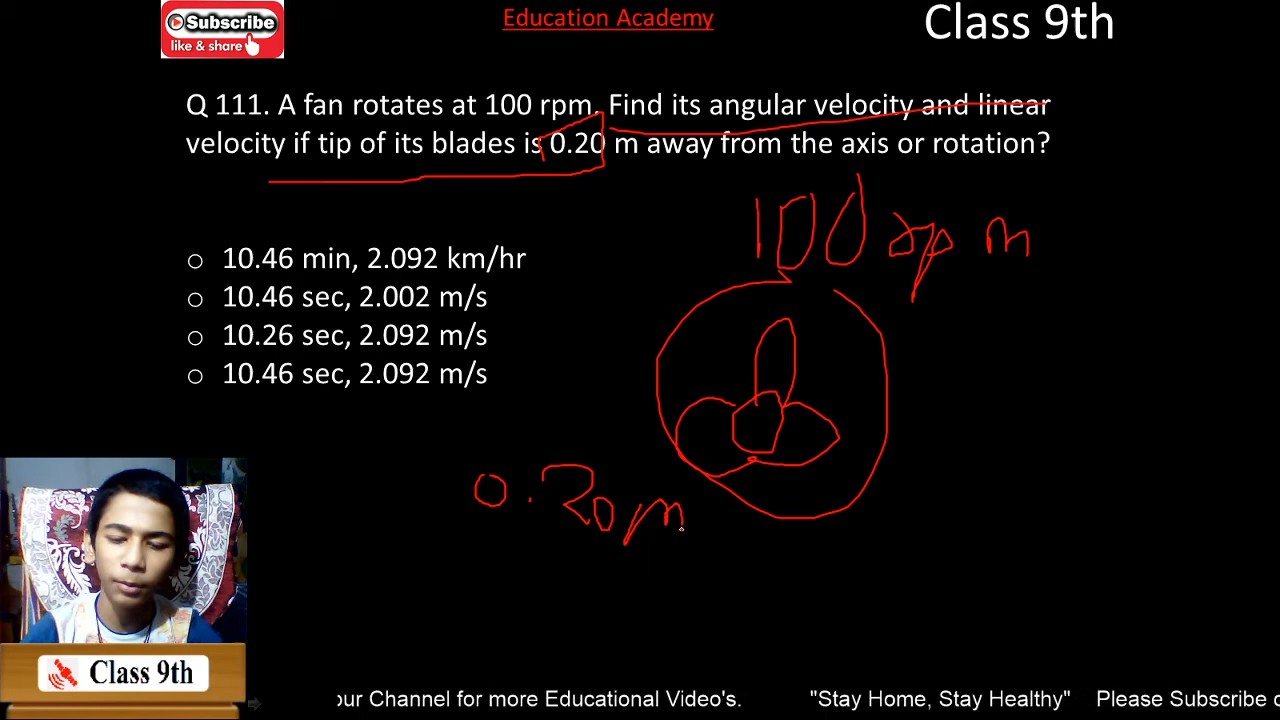 Subscribe
like & share
Education Academy
Class 9th
Q 111. A fan rotates at 100 rpm. Find its angular velocity and linear
velocity if tip of its blades is 0.20 m away from the axis or rotation?
100 rpm
10.46 min, 2.092 km/hr
10.46 sec, 2.002 m/s
10.26 sec, 2.092 m/s
10.46 sec, 2.092 m/s
0.20 m
Class 9th
our Channel for more Educational Video's. "Stay Home, Stay Healthy" Please Subscribe